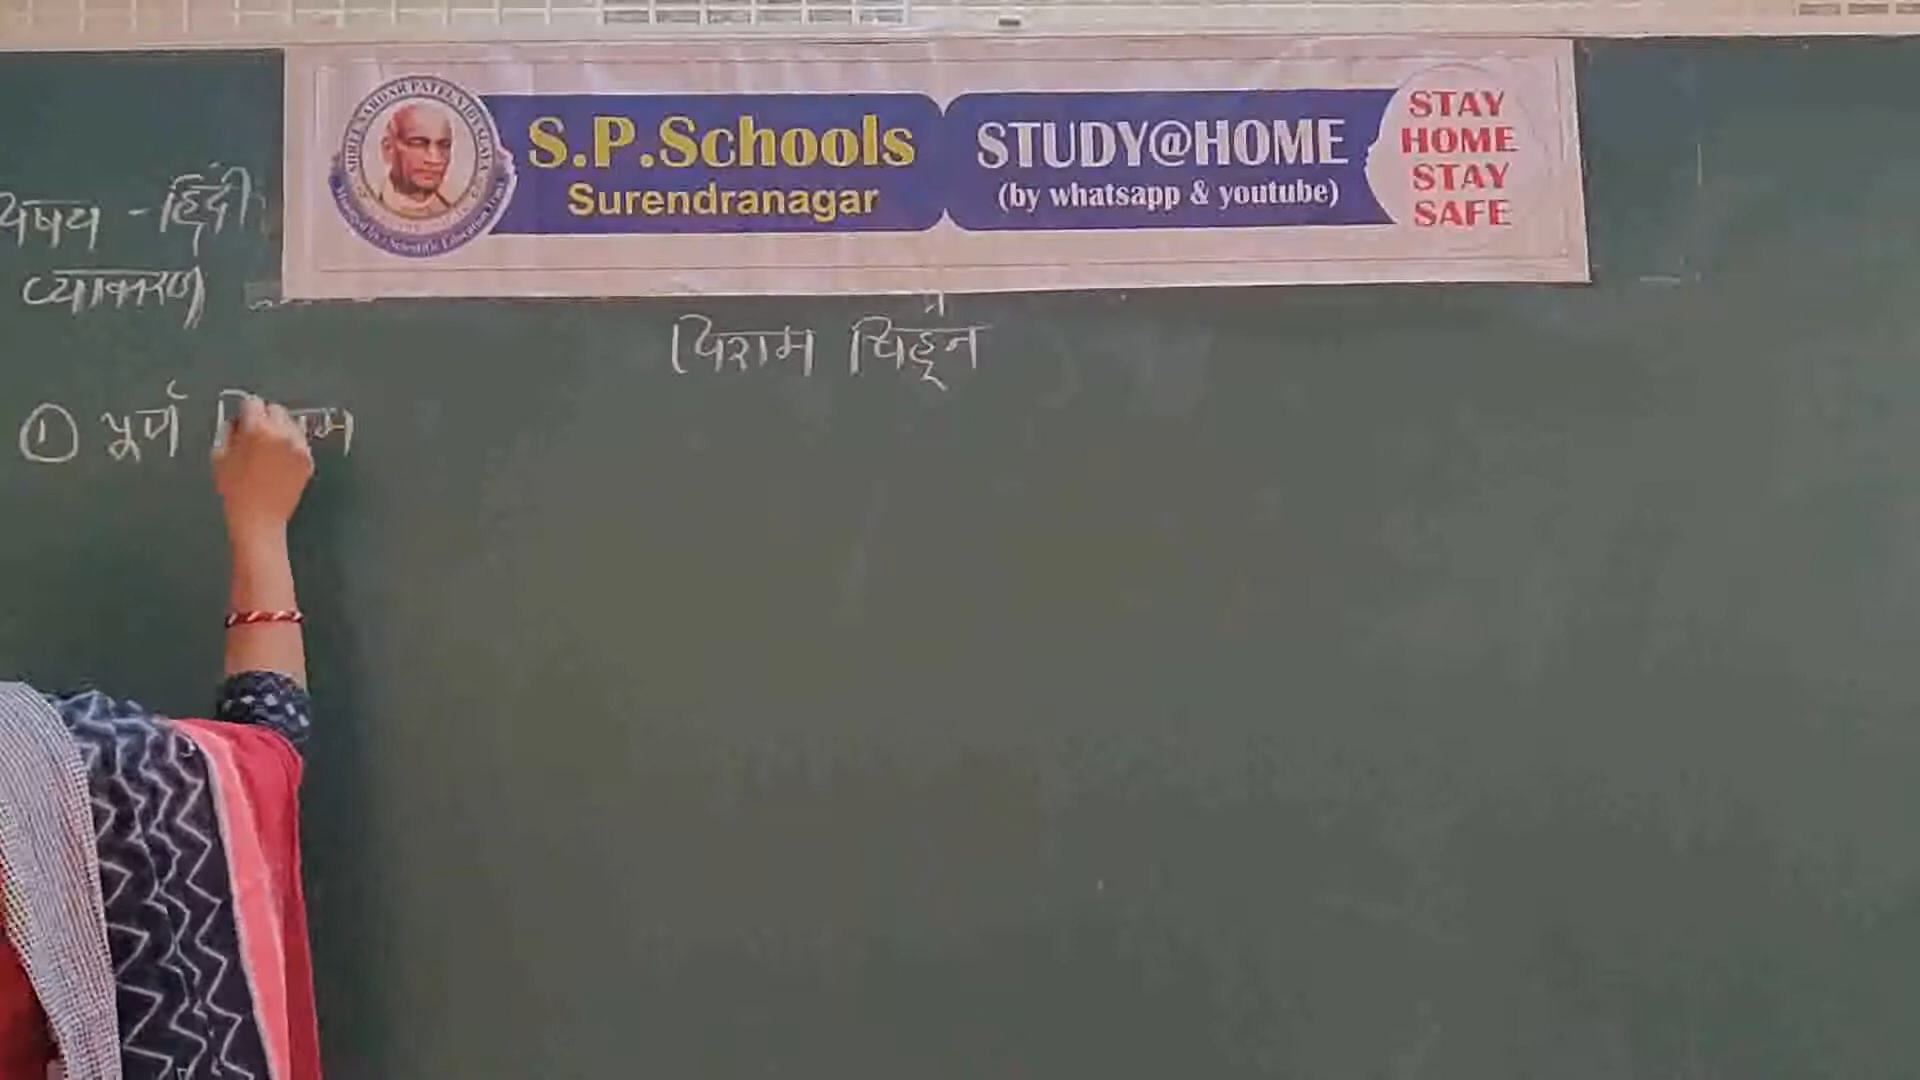 S.P.Schools
Surendranagar
STUDY@HOME
(by whatsapp & youtube)
STAY
HOME
STAY
SAFE
विषय - हिंदी
व्याकरण
विराम चिह्न
① पूर्ण विराम